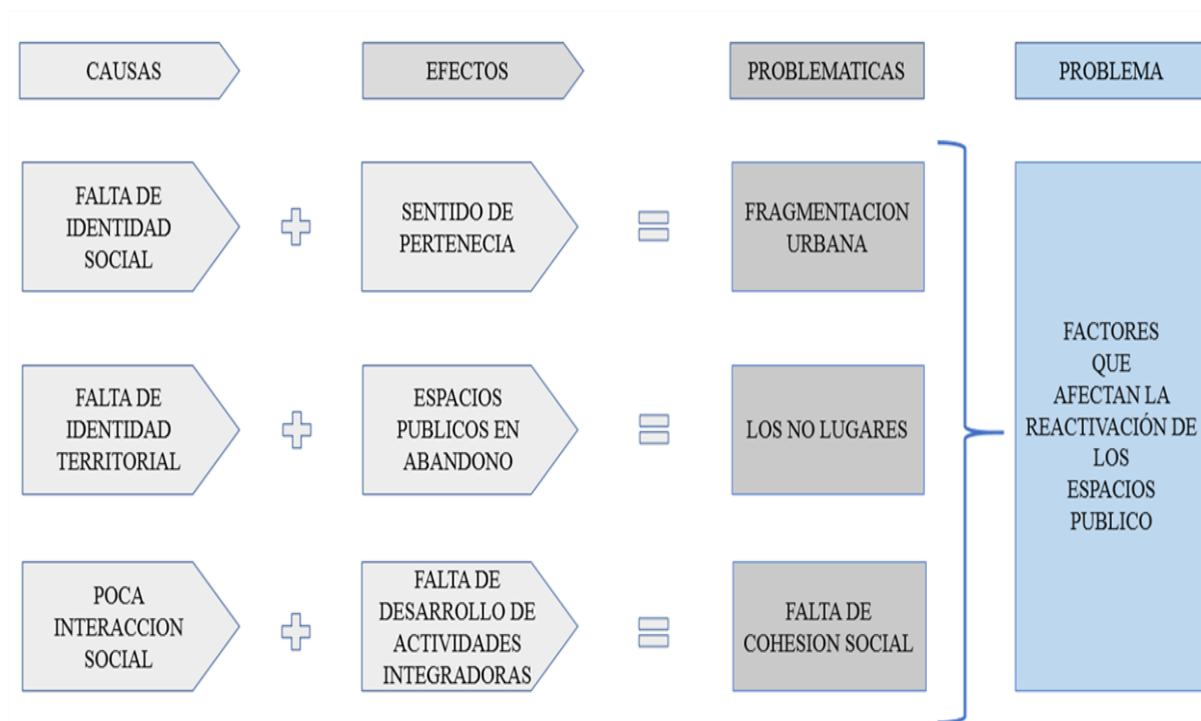 CAUSAS
EFECTOS
PROBLEMATICAS
PROBLEMA
FALTA DE
IDENTIDAD
SOCIAL
SENTIDO DE
PERTENECIA
FRAGMENTACION
URBANA
FALTA DE
IDENTIDAD
TERRITORIAL
ESPACIOS
PUBLICOS EN
ABANDONO
LOS NO LUGARES
POCA
INTERACCION
SOCIAL
FALTA DE
DESARROLLO DE
ACTIVIDADES
INTEGRADORAS
FALTA DE
COHESION SOCIAL
FACTORES
QUE
AFECTAN LA
REACTIVACIÓN DE
LOS
ESPACIOS
PUBLICO